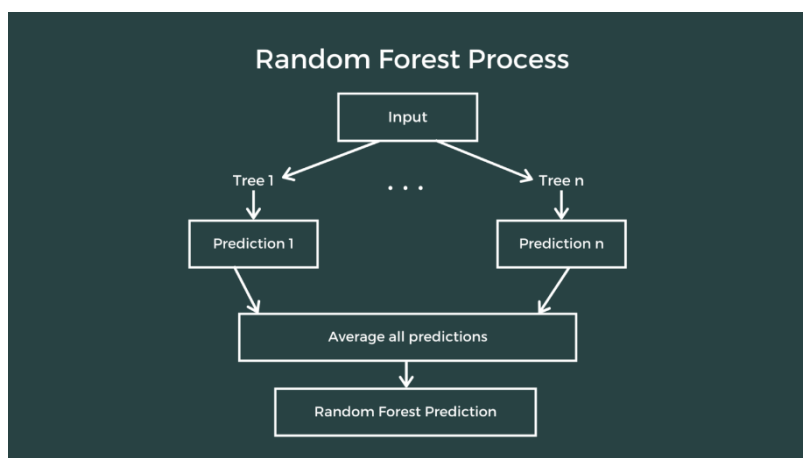 Random Forest Process
Input
Tree 1
. . .
Tree n
Prediction 1
Prediction n
Average all predictions
Random Forest Prediction